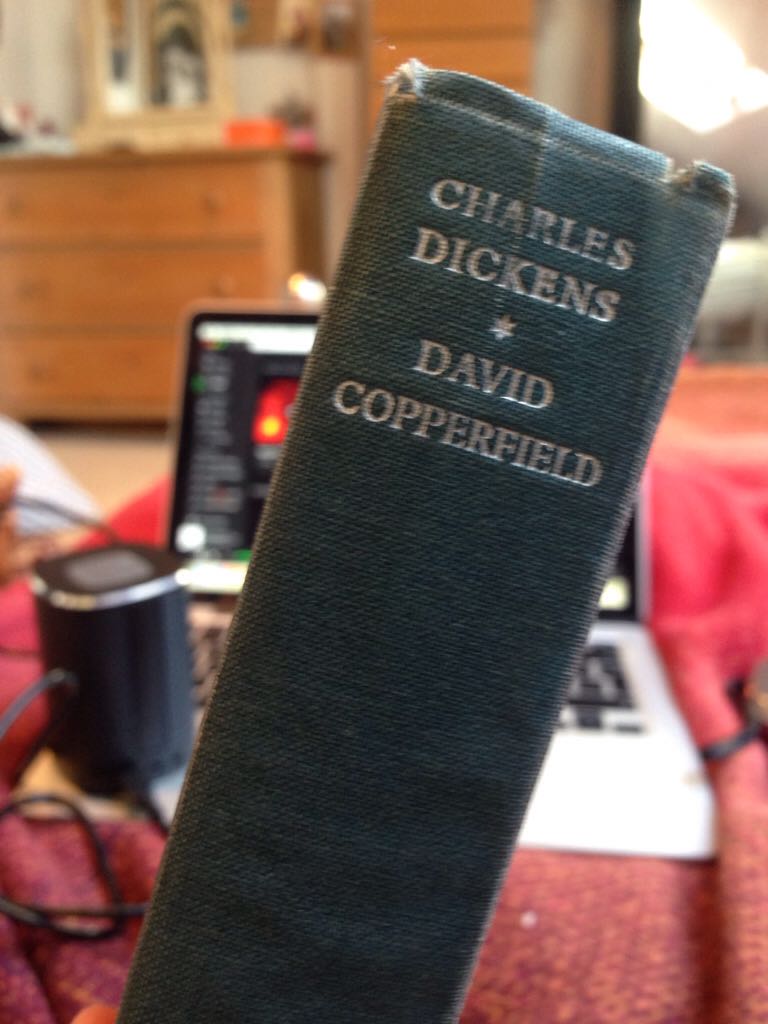 CHARLES
DICKENS
*
DAVID
COPPERFIELD